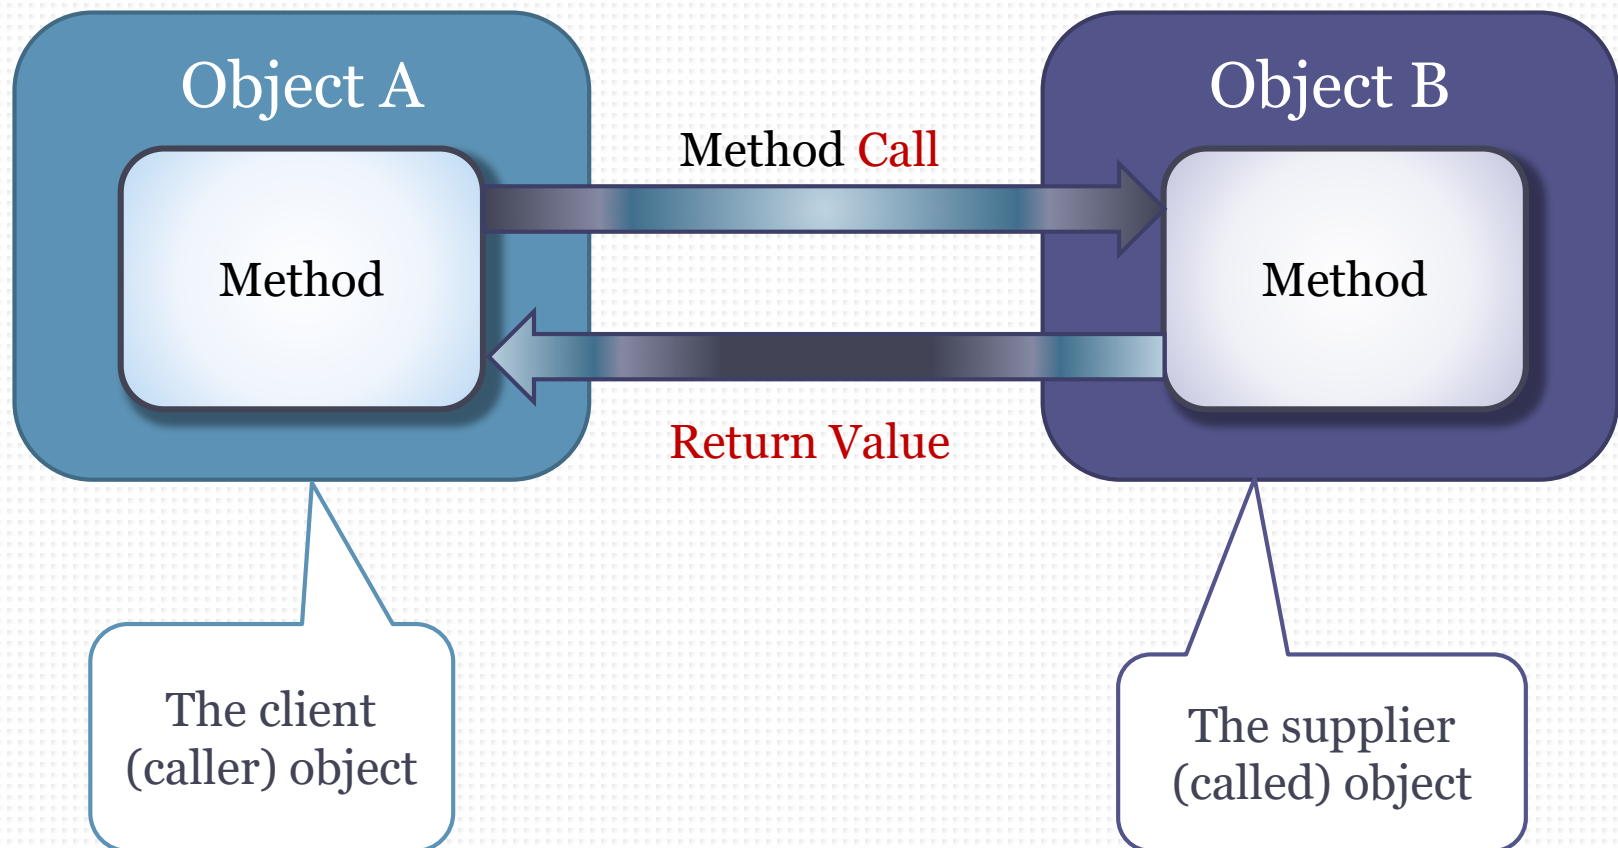 Object A
Object B
Method Call
Method
Method
Return Value
The client
(caller) object
The supplier
(called) object